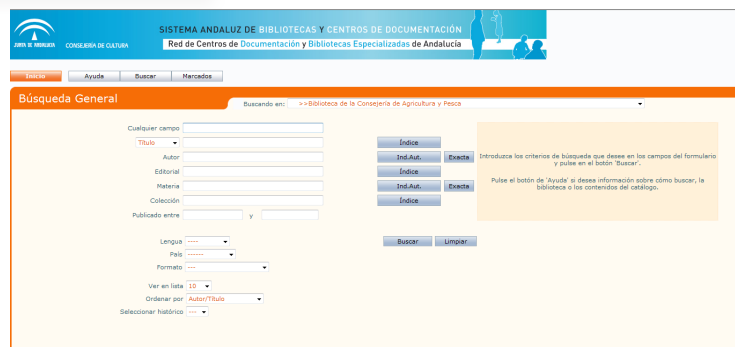 SISTEMA ANDALUZ DE BIBLIOTECAS Y CENTROS DE DOCUMENTACIÓN
JUNTA DE ANDALUCIA CONSEJERÍA DE CULTURA Red de Centros de Documentación y Bibliotecas Especializadas de Andalucía
Inicio Ayuda Buscar Marcados
Búsqueda General
Buscando en: >>Biblioteca de la Consejería de Agricultura y Pesca
Cualquier campo
Título Índice
Autor Ind.Aut. Exacta
Editorial Índice
Materia Ind.Aut. Exacta
Colección Índice
Publicado entre y
Introduzca los criterios de búsqueda que desee en los campos del formulario
y pulse en el botón 'Buscar'.
Pulse el botón de 'Ayuda' si desea información sobre cómo buscar, la
biblioteca o los contenidos del catálogo.
Lengua ---- Buscar Limpiar
País ------
Formato ---
Ver en lista 10
Ordenar por Autor/Título
Seleccionar histórico ---